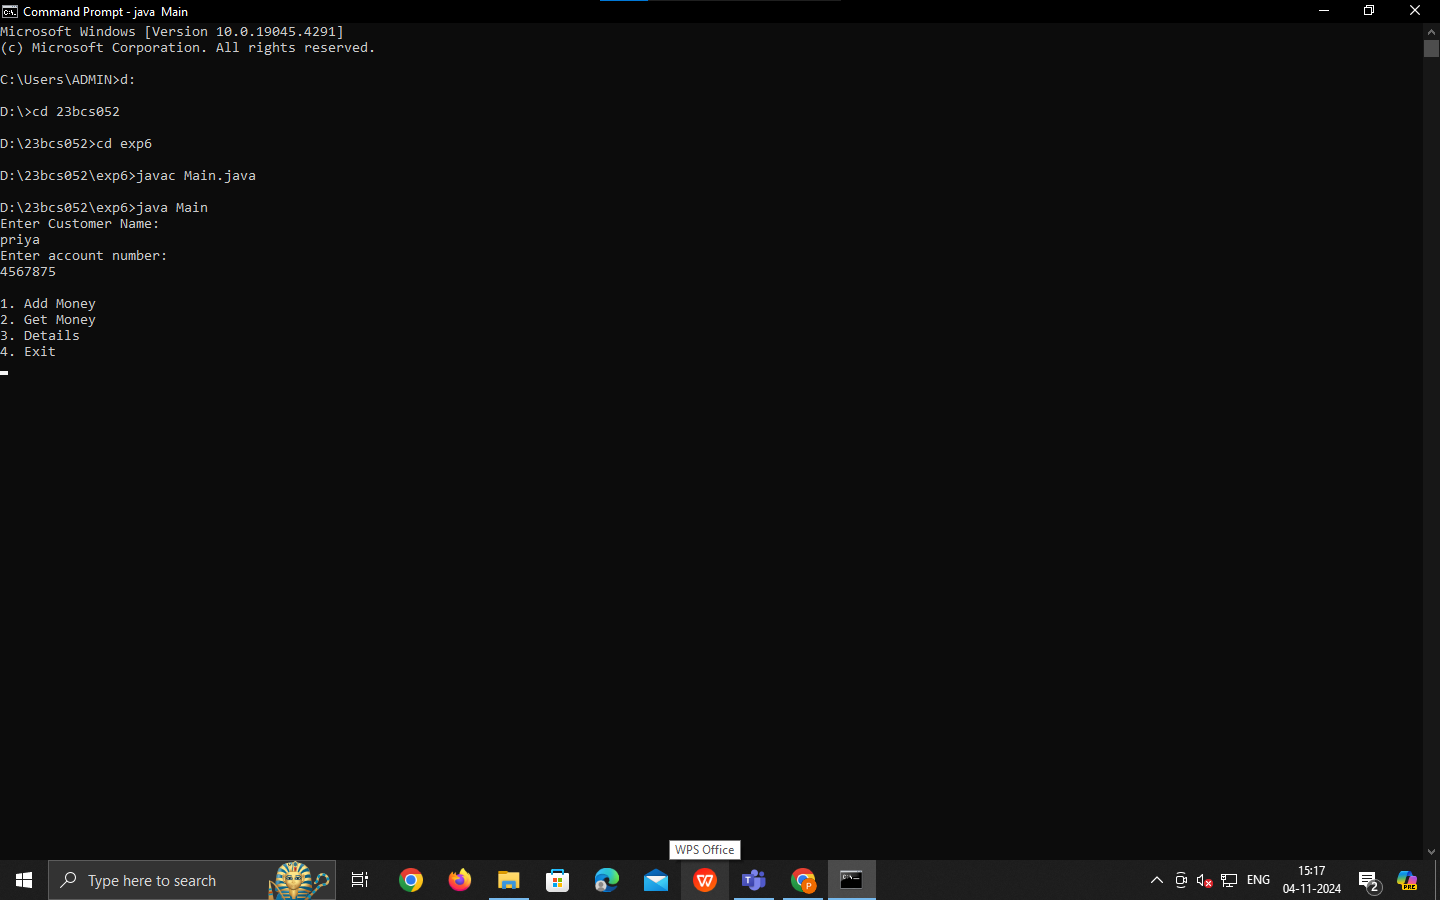 Command Prompt - java  Main
Microsoft Windows [Version 10.0.19045.4291]
(c) Microsoft Corporation. All rights reserved.
C:\Users\ADMIN>d:
D:\>cd 23bcs052
D:\23bcs052>cd exp6
D:\23bcs052\exp6>javac Main.java
D:\23bcs052\exp6>java Main
Enter Customer Name:
priya
Enter account number:
4567875
1. Add Money
2. Get Money
3. Details
4. Exit
WPS Office
Type here to search
ENG
15:17
04-11-2024
2